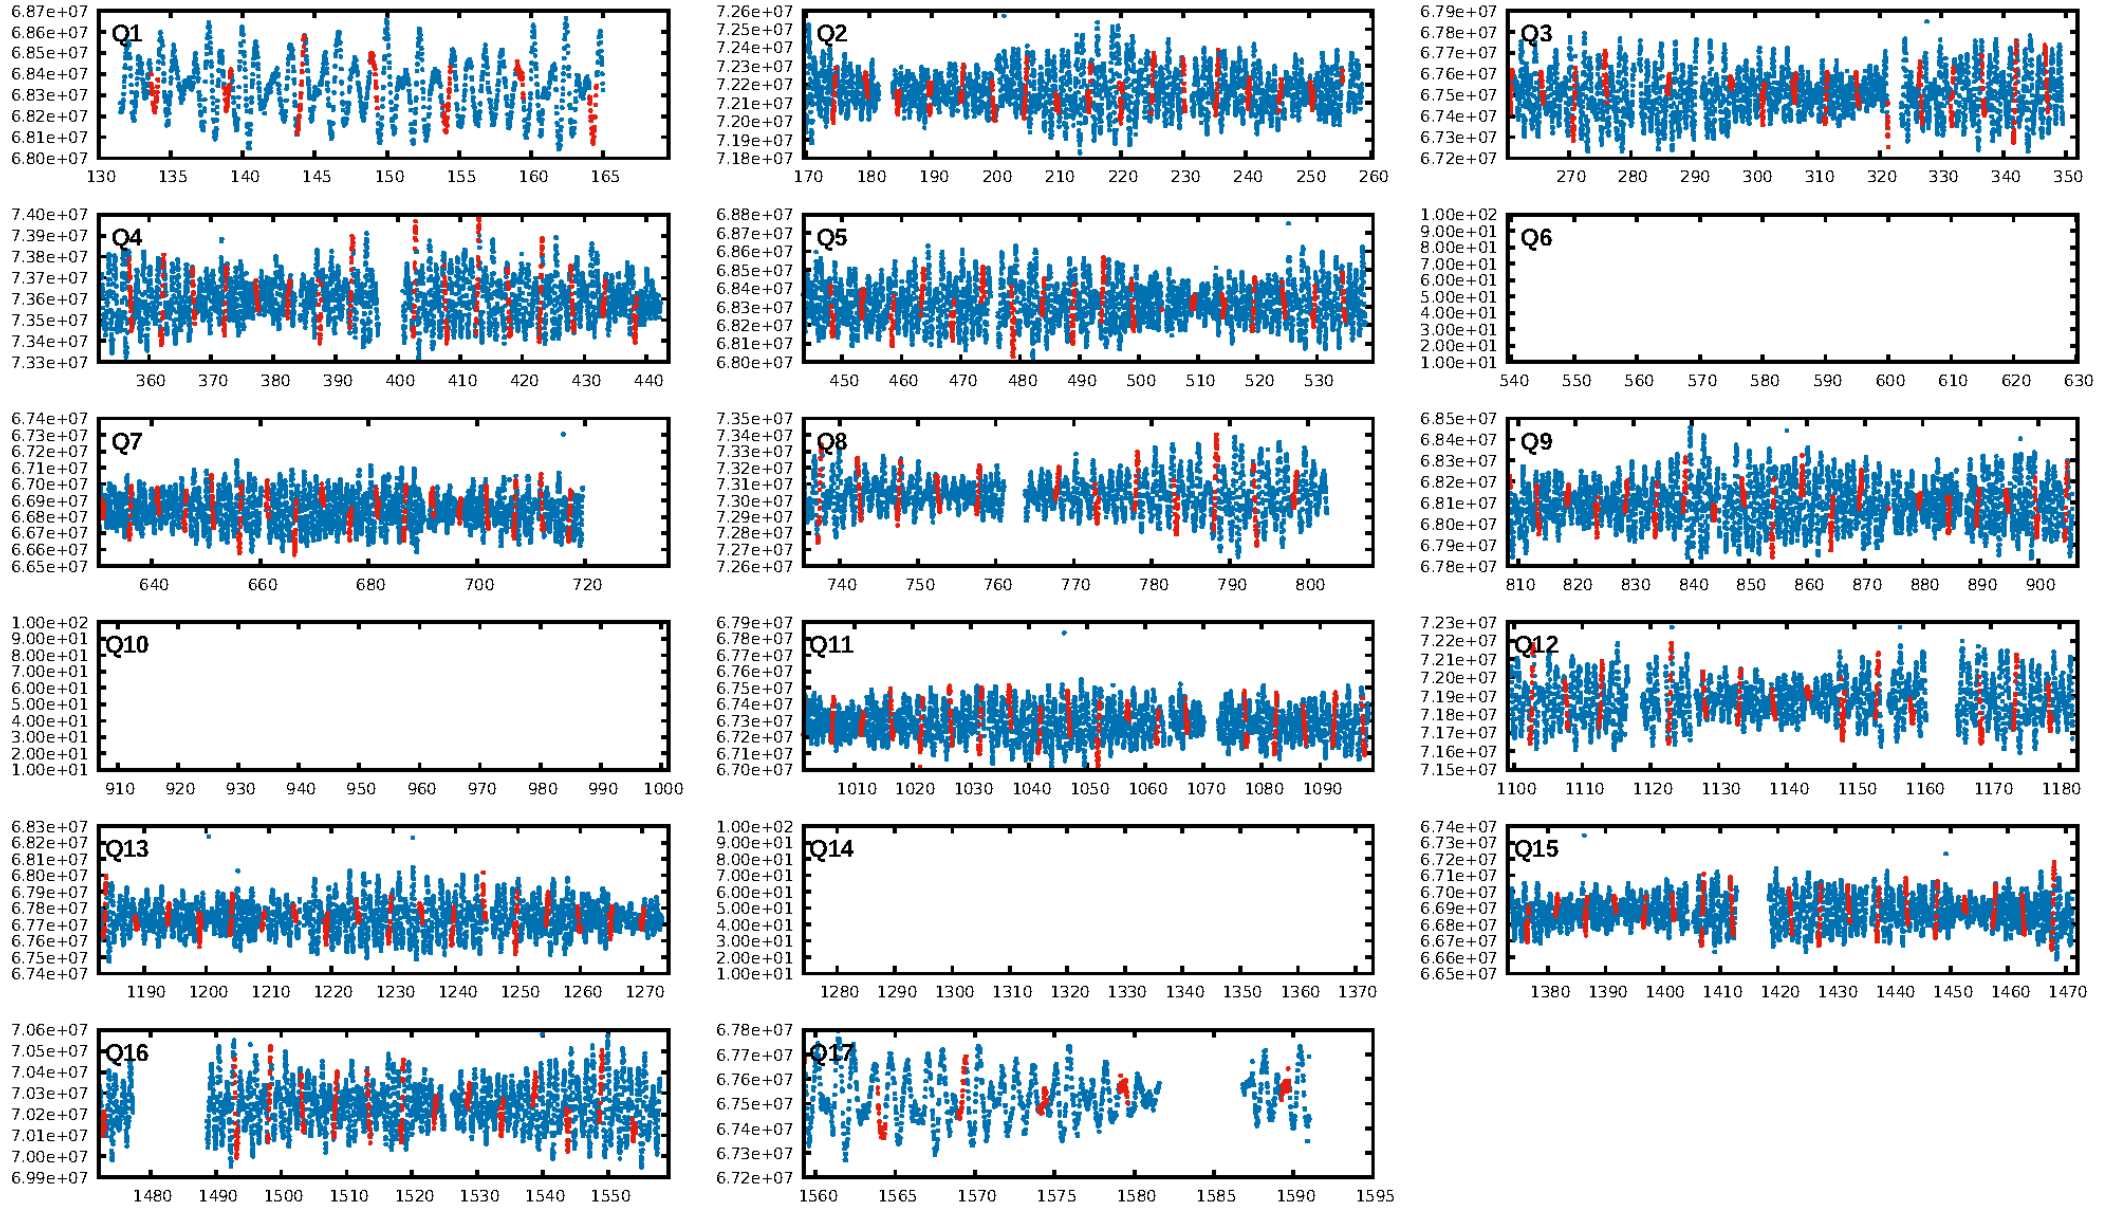 Q1
6.87e+07
6.86e+07
6.85e+07
6.84e+07
6.83e+07
6.82e+07
6.81e+07
6.80e+07
130 135 140 145 150 155 160 165
Q2
7.26e+07
7.25e+07
7.24e+07
7.23e+07
7.22e+07
7.21e+07
7.20e+07
7.19e+07
7.18e+07
170 180 190 200 210 220 230 240 250 260
Q3
6.79e+07
6.78e+07
6.77e+07
6.76e+07
6.75e+07
6.74e+07
6.73e+07
6.72e+07
270 280 290 300 310 320 330 340 350
Q4
7.40e+07
7.39e+07
7.38e+07
7.37e+07
7.36e+07
7.35e+07
7.34e+07
7.33e+07
360 370 380 390 400 410 420 430 440
Q5
6.88e+07
6.87e+07
6.86e+07
6.85e+07
6.84e+07
6.83e+07
6.82e+07
6.81e+07
6.80e+07
450 460 470 480 490 500 510 520 530
Q6
1.00e+02
9.00e+01
8.00e+01
7.00e+01
6.00e+01
5.00e+01
4.00e+01
3.00e+01
2.00e+01
1.00e+01
540 550 560 570 580 590 600 610 620 630
Q7
6.74e+07
6.73e+07
6.72e+07
6.71e+07
6.70e+07
6.69e+07
6.68e+07
6.67e+07
6.66e+07
6.65e+07
640 660 680 700 720
Q8
7.35e+07
7.34e+07
7.33e+07
7.32e+07
7.31e+07
7.30e+07
7.29e+07
7.28e+07
7.27e+07
7.26e+07
740 750 760 770 780 790 800
Q9
6.85e+07
6.84e+07
6.83e+07
6.82e+07
6.81e+07
6.80e+07
6.79e+07
6.78e+07
810 820 830 840 850 860 870 880 890 900
Q10
1.00e+02
9.00e+01
8.00e+01
7.00e+01
6.00e+01
5.00e+01
4.00e+01
3.00e+01
2.00e+01
1.00e+01
910 920 930 940 950 960 970 980 990 1000
Q11
6.79e+07
6.78e+07
6.77e+07
6.76e+07
6.75e+07
6.74e+07
6.73e+07
6.72e+07
6.71e+07
6.70e+07
1010 1020 1030 1040 1050 1060 1070 1080 1090
Q12
7.23e+07
7.22e+07
7.21e+07
7.20e+07
7.19e+07
7.18e+07
7.17e+07
7.16e+07
7.15e+07
1100 1110 1120 1130 1140 1150 1160 1170 1180
Q13
6.83e+07
6.82e+07
6.81e+07
6.80e+07
6.79e+07
6.78e+07
6.77e+07
6.76e+07
6.75e+07
6.74e+07
1190 1200 1210 1220 1230 1240 1250 1260 1270
Q14
1.00e+02
9.00e+01
8.00e+01
7.00e+01
6.00e+01
5.00e+01
4.00e+01
3.00e+01
2.00e+01
1.00e+01
1280 1290 1300 1310 1320 1330 1340 1350 1360 1370
Q15
6.74e+07
6.73e+07
6.72e+07
6.71e+07
6.70e+07
6.69e+07
6.68e+07
6.67e+07
6.66e+07
6.65e+07
1380 1390 1400 1410 1420 1430 1440 1450 1460 1470
Q16
7.06e+07
7.05e+07
7.04e+07
7.03e+07
7.02e+07
7.01e+07
7.00e+07
6.99e+07
1480 1490 1500 1510 1520 1530 1540 1550
Q17
6.78e+07
6.77e+07
6.76e+07
6.75e+07
6.74e+07
6.73e+07
6.72e+07
1560 1565 1570 1575 1580 1585 1590 1595